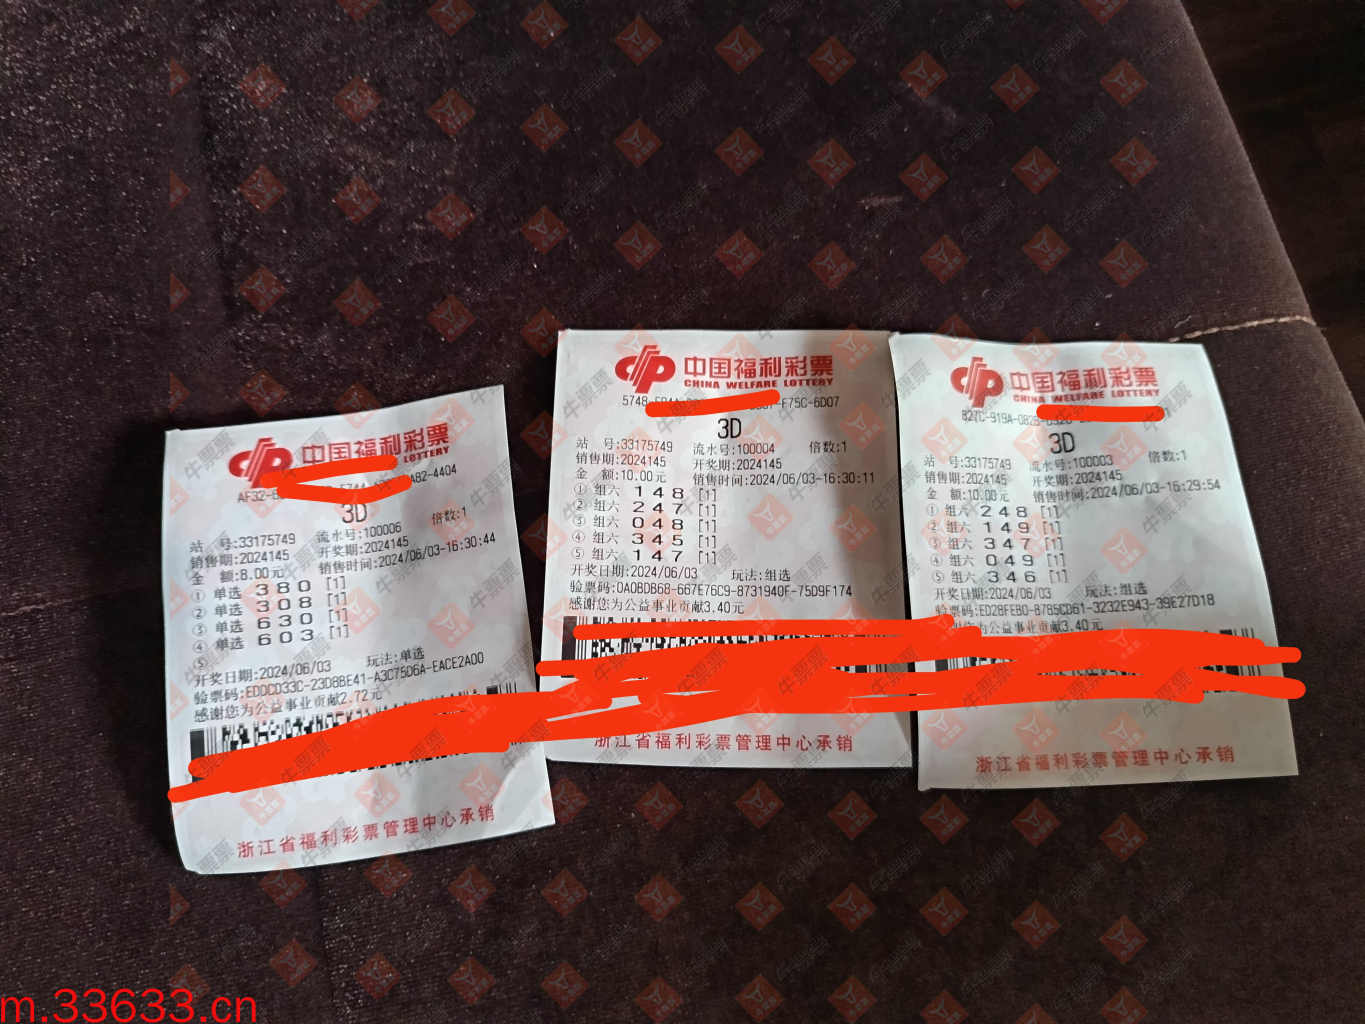 中国福利彩票
LOTTERY
4404
3D
站 号:33175749 流水号:100006 倍数:1
销售期:2024145 开奖期:2024145
金 额:8.00元 销售时间:2024/06/03-16:30:44
① 单选 3 8 0 [1]
② 单选 3 0 8 [1]
③ 单选 6 3 0 [1]
④ 单选 6 0 3 [1]
⑤
开奖日期:2024/06/03 玩法:单选
验票码:EDDCD33C-23D8BE41-A3C75D6A-EACE2A00
感谢您为公益事业贡献2.72元
浙江省福利彩票管理中心承销
中国福利彩票
CHINA WELFARE LOTTERY
5748- F75C-6D07
3D
站 号:33175749 流水号:100004 倍数:1
销售期:2024145 开奖期:2024145
金 额:10.00元 销售时间:2024/06/03-16:30:11
① 组六 1 4 8 [1]
② 组六 2 4 7 [1]
③ 组六 0 4 8 [1]
④ 组六 3 4 5 [1]
⑤ 组六 1 4 7 [1]
开奖日期:2024/06/03 玩法:组选
验票码:0A0BDB68-667E76C9-8731940F-75D9F174
感谢您为公益事业贡献3.40元
浙江省福利彩票管理中心承销
中国福利彩票
CHINA WELFARE LOTTERY
827C-919A-
3D
站 号:33175749 流水号:100003 倍数:1
销售期:2024145 开奖期:2024145
金 额:10.00元 销售时间:2024/06/03-16:29:54
① 组六 2 4 8 [1]
② 组六 1 4 9 [1]
③ 组六 3 4 7 [1]
④ 组六 0 4 9 [1]
⑤ 组六 3 4 6 [1]
开奖日期:2024/06/03 玩法:组选
验票码:ED28FEB0-8785CD61-3232E943-39E27D18
您为公益事业贡献3.40元
浙江省福利彩票管理中心承销
牛票票
m.33633.cn